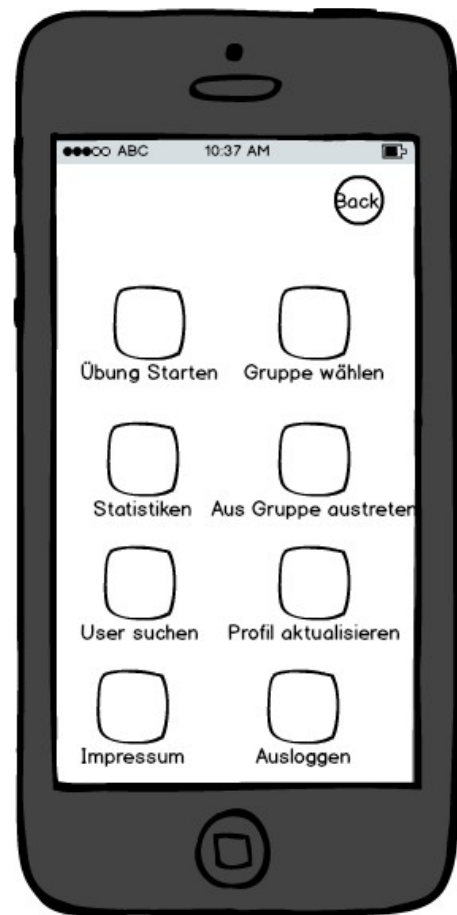 ABC 10:37 AM
Back
Übung Starten Gruppe wählen
Statistiken Aus Gruppe austreten
User suchen Profil aktualisieren
Impressum Ausloggen